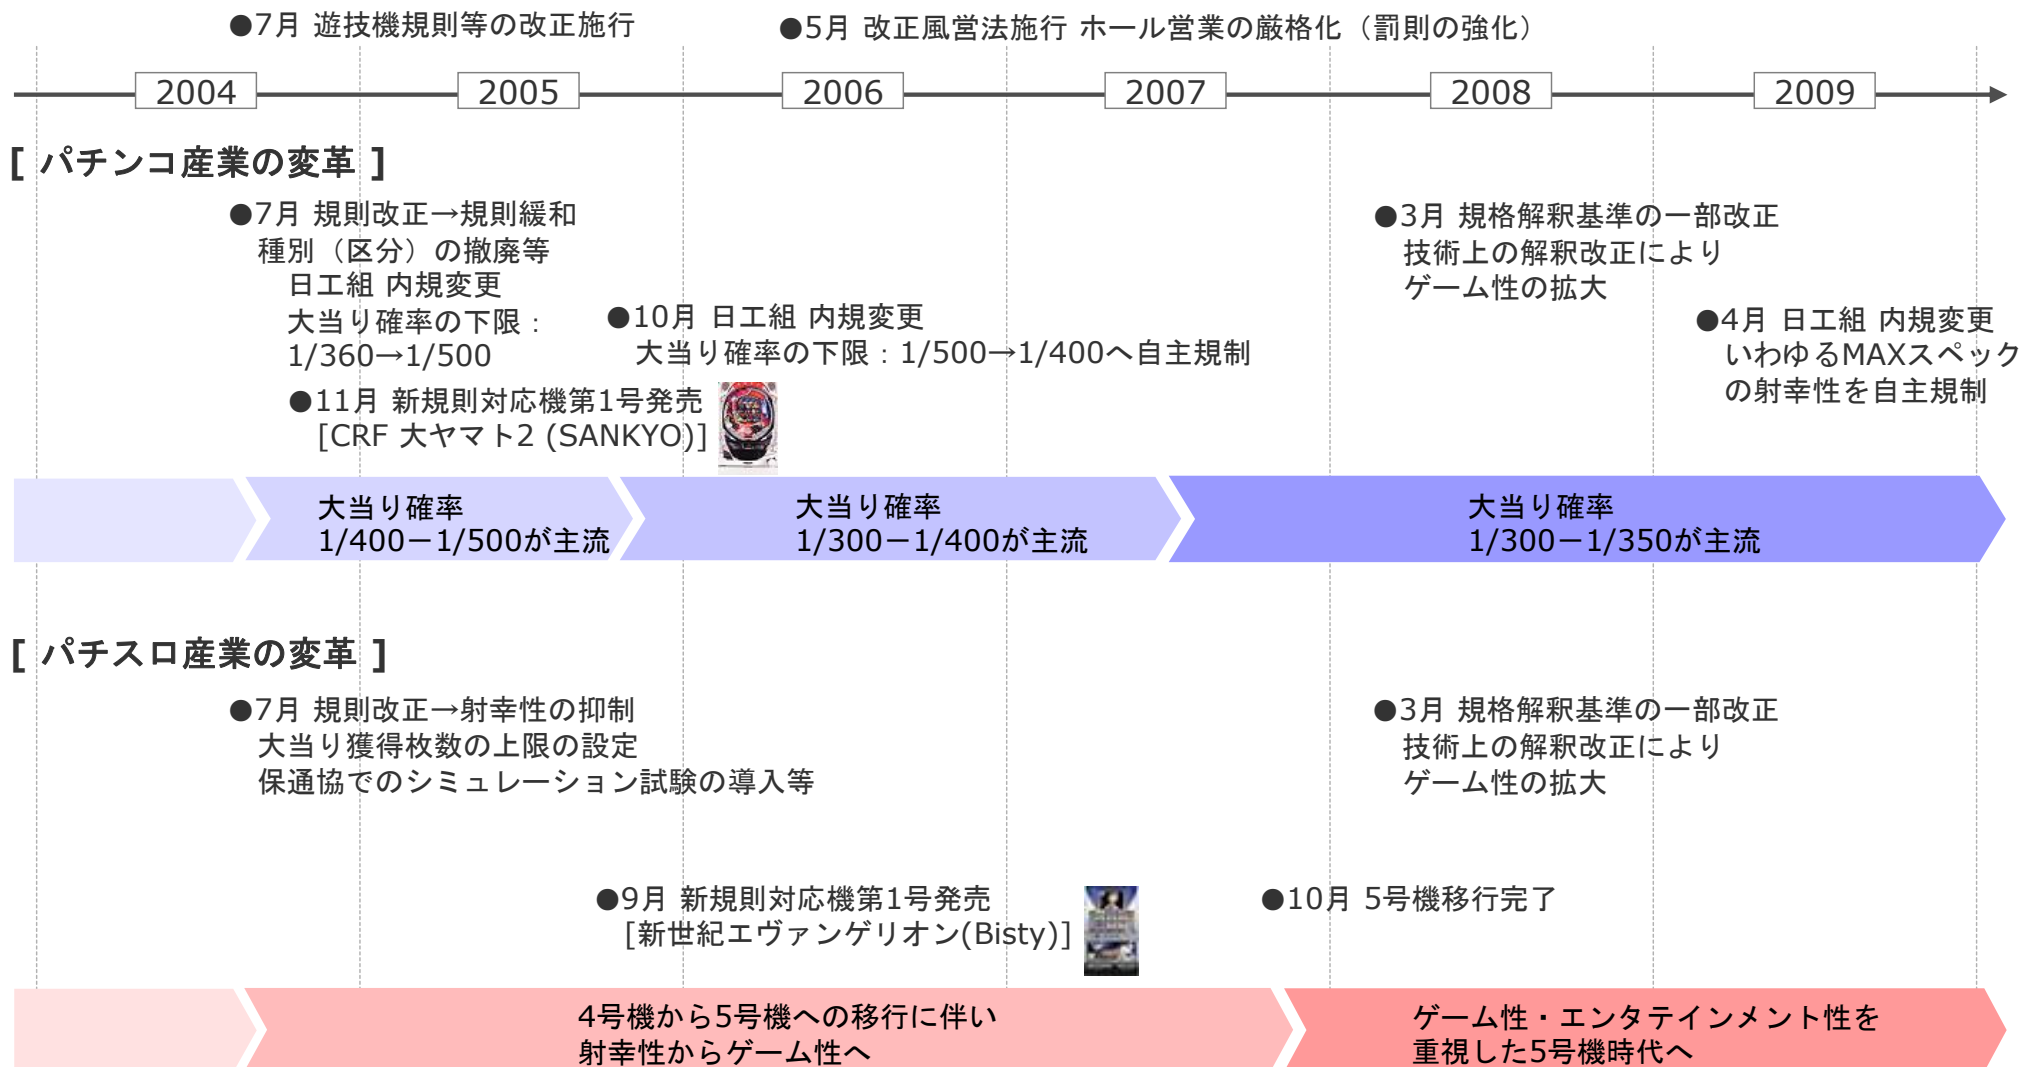 ●7月 遊技機規則等の改正施行
●5月 改正風営法施行 ホール営業の厳格化（罰則の強化）
2004
2005
2006
2007
2008
2009
[ パチンコ産業の変革 ]
●7月 規則改正→規則緩和
種別（区分）の撤廃等
日工組 内規変更
大当り確率の下限：
1/360→1/500
●11月 新規則対応機第1号発売
[CRF 大ヤマト2 (SANKYO)]
●10月 日工組 内規変更
大当り確率の下限：1/500→1/400へ自主規制
●3月 規格解釈基準の一部改正
技術上の解釈改正により
ゲーム性の拡大
●4月 日工組 内規変更
いわゆるMAXスペック
の射幸性を自主規制
大当り確率
1/400－1/500が主流
大当り確率
1/300－1/400が主流
大当り確率
1/300－1/350が主流
[ パチスロ産業の変革 ]
●7月 規則改正→射幸性の抑制
大当り獲得枚数の上限の設定
保通協でのシミュレーション試験の導入等
●9月 新規則対応機第1号発売
[新世紀エヴァンゲリオン(Bisty)]
●3月 規格解釈基準の一部改正
技術上の解釈改正により
ゲーム性の拡大
●10月 5号機移行完了
4号機から5号機への移行に伴い
射幸性からゲーム性へ
ゲーム性・エンタテインメント性を
重視した5号機時代へ